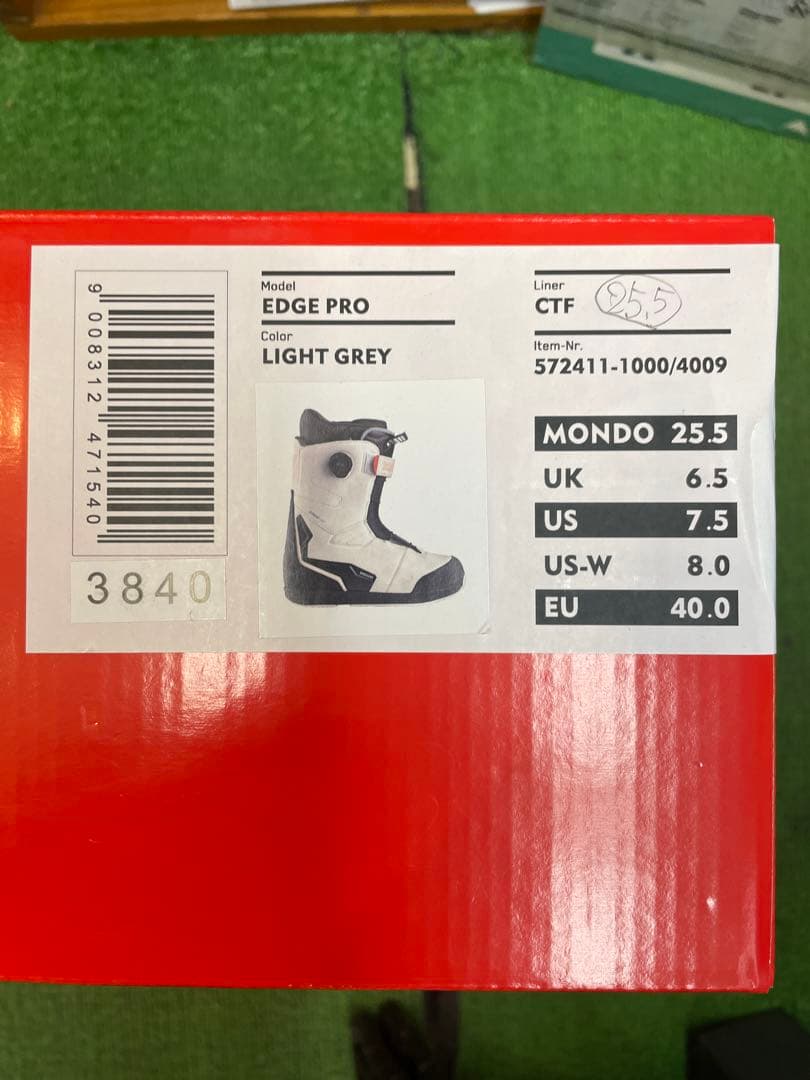 9 008312 471540
3840
Model
EDGE PRO
Color
LIGHT GREY
Liner
CTF 25.5
Item-Nr.
572411-1000/4009
MONDO 25.5
UK 6.5
US 7.5
US-W 8.0
EU 40.0